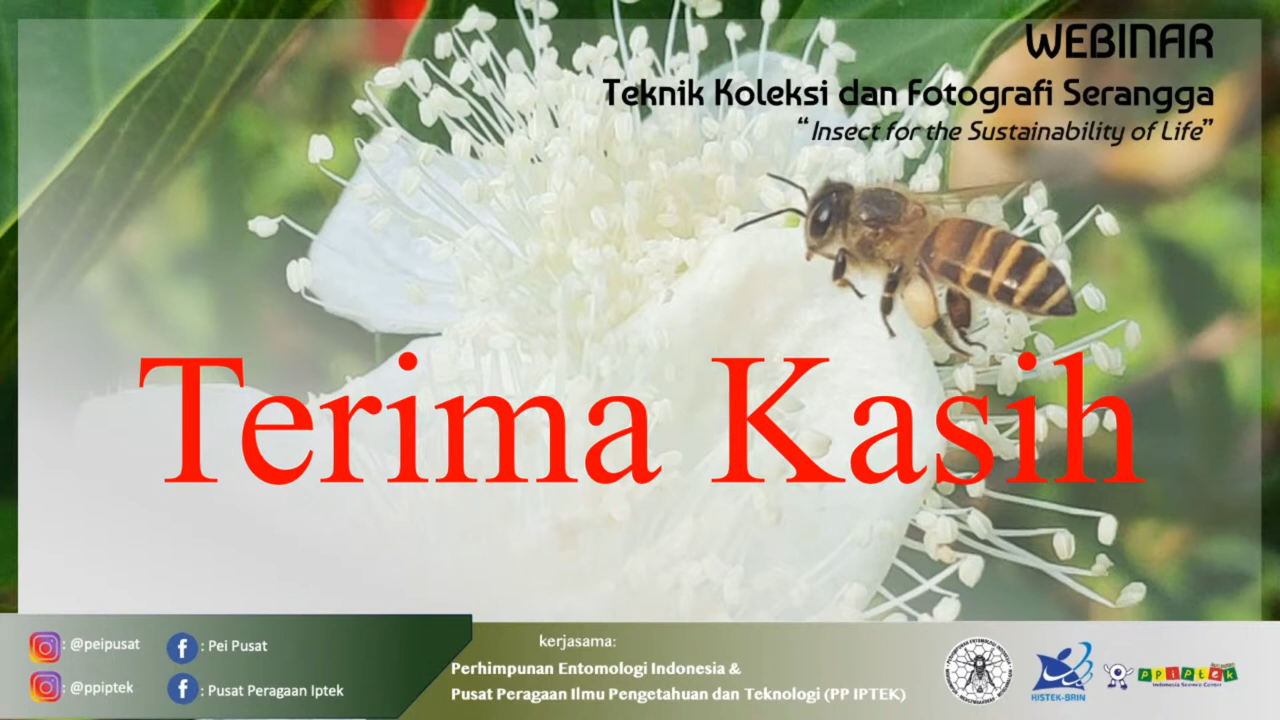 WEBINAR
Teknik Koleksi dan Fotografi Serangga
“Insect for the Sustainability of Life”
Terima Kasih
: @peipusat
: Pei Pusat
: @ppiptek
: Pusat Peragaan Iptek
kerjasama:
Perhimpunan Entomologi Indonesia &
Pusat Peragaan Ilmu Pengetahuan dan Teknologi (PP IPTEK)
RISTEK-BRIN
PPIPTEK
Indonesia Science Center